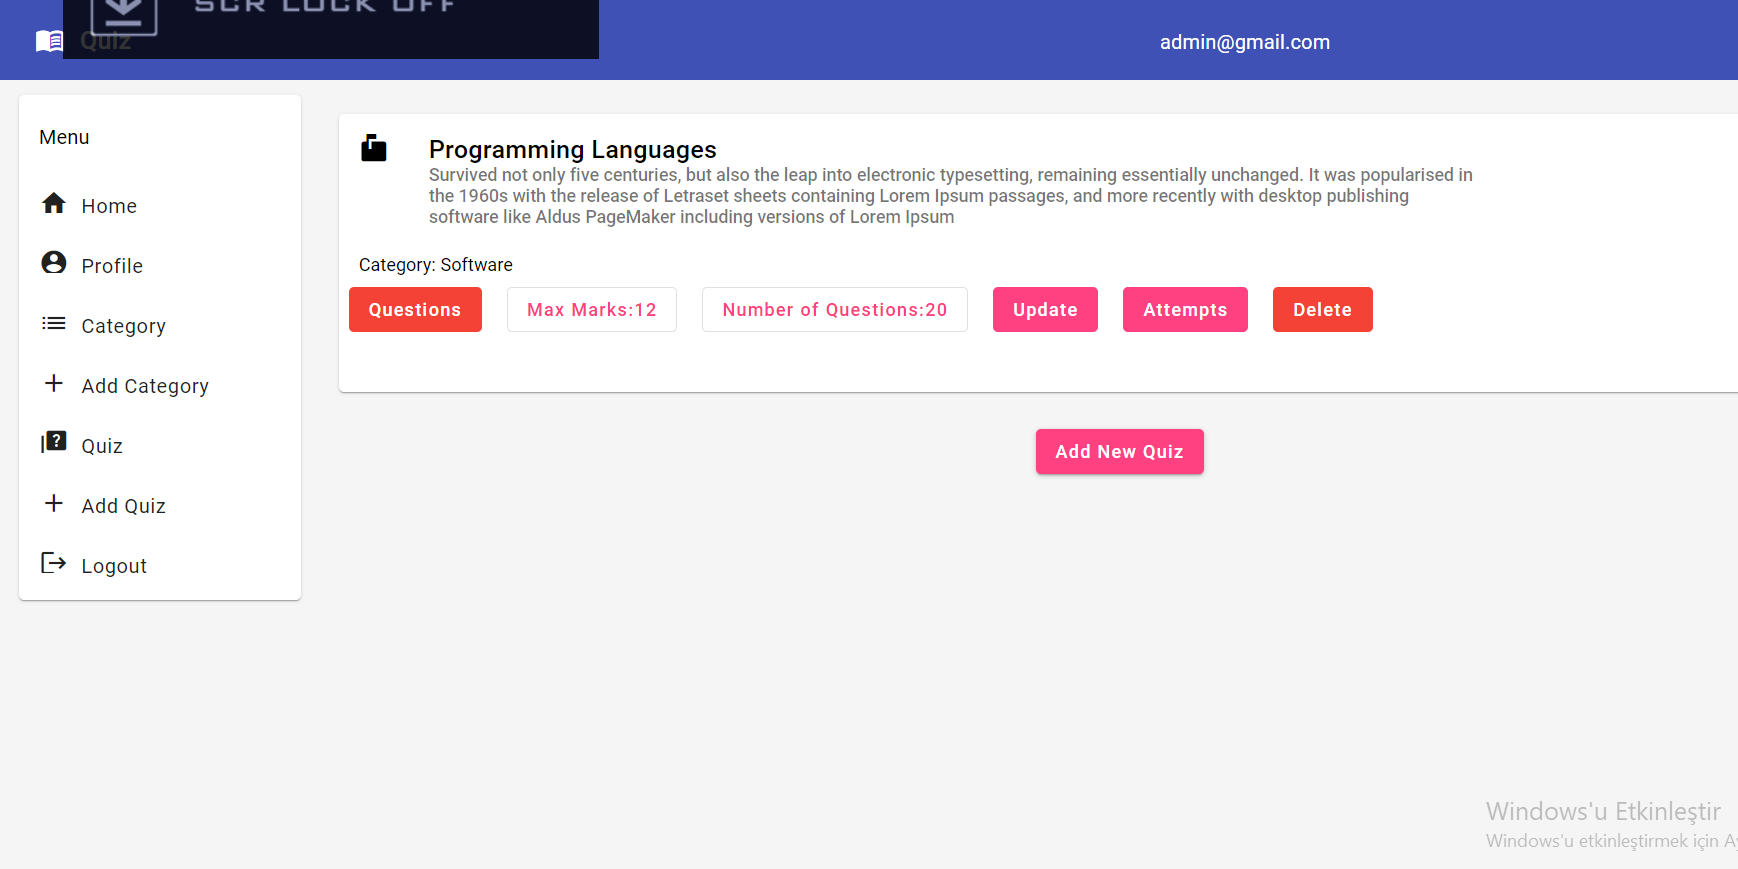 SCR LOCK OFF
Quiz
admin@gmail.com
Menu
Home
Profile
Category
Add Category
Quiz
Add Quiz
Logout
Programming Languages
Survived not only five centuries, but also the leap into electronic typesetting, remaining essentially unchanged. It was popularised in
the 1960s with the release of Letraset sheets containing Lorem Ipsum passages, and more recently with desktop publishing
software like Aldus PageMaker including versions of Lorem Ipsum
Category: Software
Questions Max Marks:12 Number of Questions:20 Update Attempts Delete
Add New Quiz
Windows'u Etkinleştir
Windows'u etkinleştirmek için